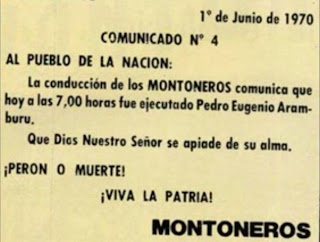 1° de Junio de 1970
COMUNICADO N° 4
AL PUEBLO DE LA NACION:
La conducción de los MONTONEROS comunica que
hoy a las 7,00 horas fue ejecutado Pedro Eugenio Aram-
buru.
Que Dios Nuestro Señor se apiade de su alma.
¡PERON O MUERTE!
¡VIVA LA PATRIA!
MONTONEROS